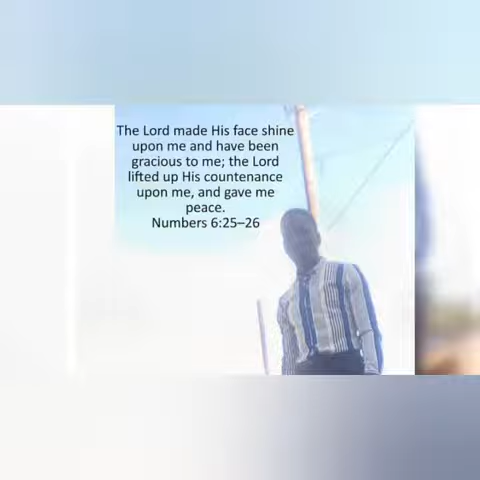 The Lord made His face shine
upon me and have been
gracious to me; the Lord
lifted up His countenance
upon me, and gave me
peace.
Numbers 6:25–26